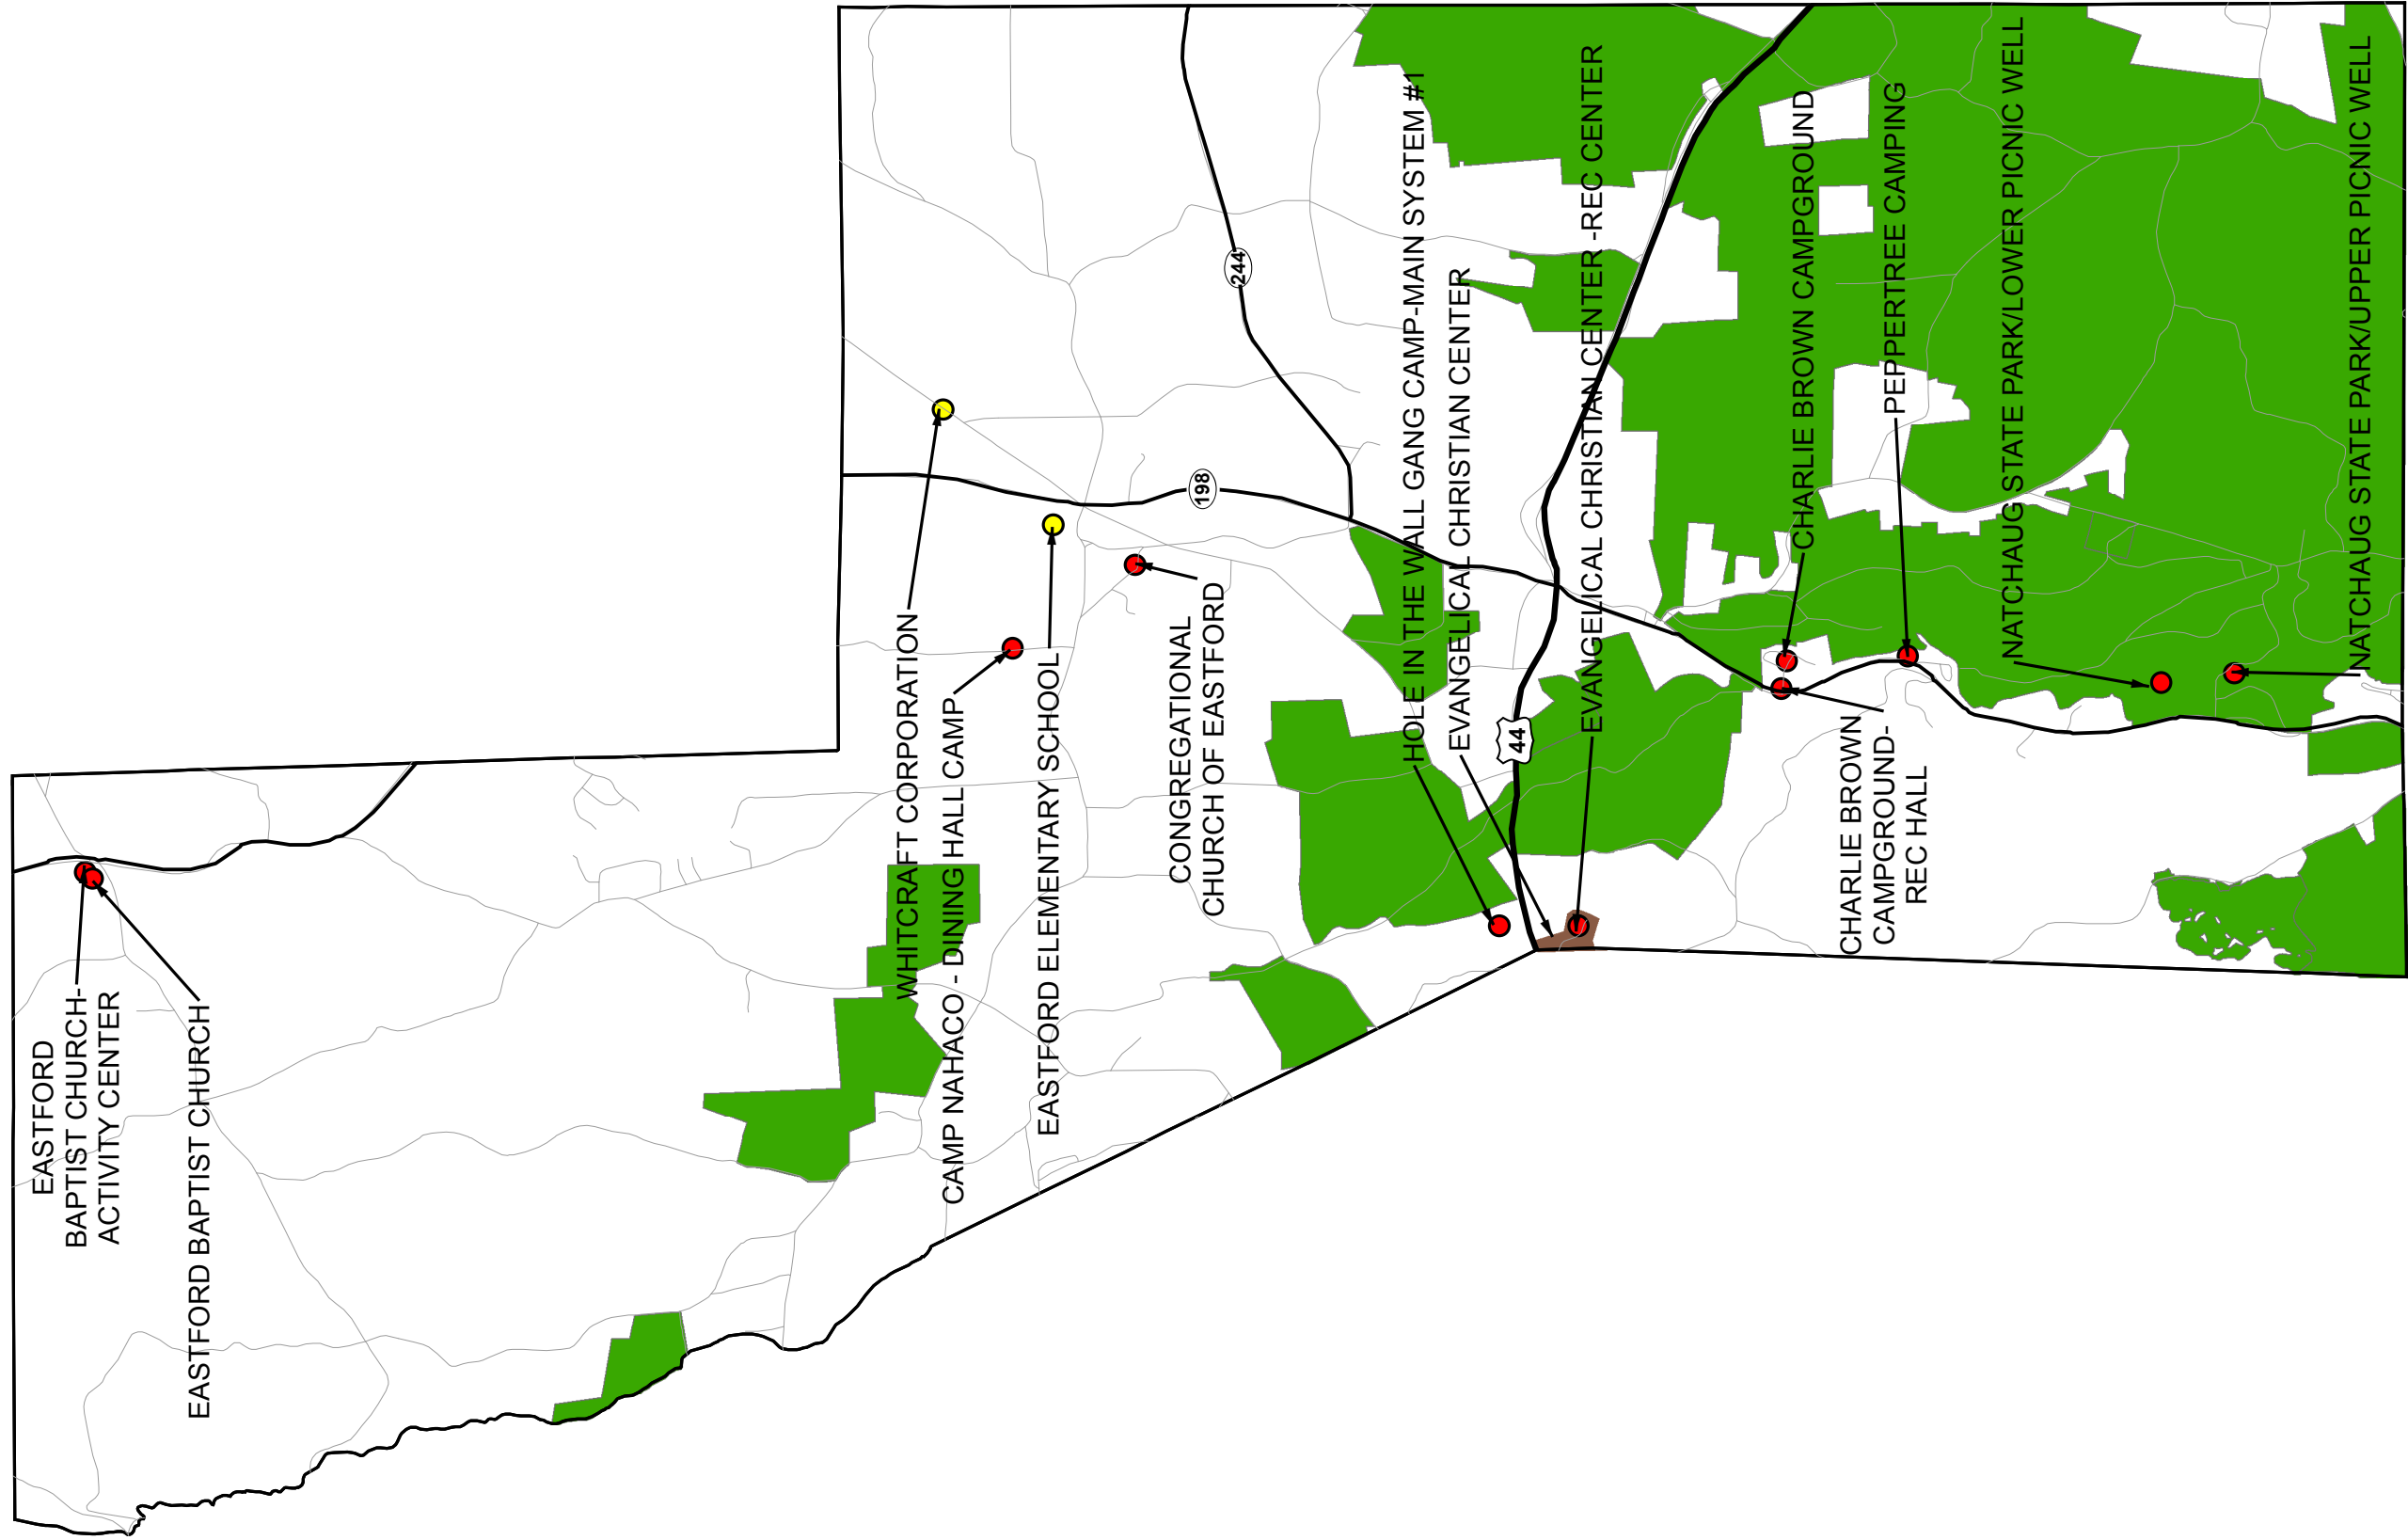 EASTFORD
BAPTIST CHURCH-
ACTIVITY CENTER
EASTFORD BAPTIST CHURCH
WHITCRAFT CORPORATION
CAMP NAHACO - DINING HALL CAMP
EASTFORD ELEMENTARY SCHOOL
CONGREGATIONAL
CHURCH OF EASTFORD
198
244
HOLE IN THE WALL GANG CAMP-MAIN SYSTEM #1
EVANGELICAL CHRISTIAN CENTER
44
EVANGELICAL CHRISTIAN CENTER -REC CENTER
CHARLIE BROWN CAMPGROUND
CHARLIE BROWN
CAMPGROUND-
REC HALL
PEPPERTREE CAMPING
NATCHAUG STATE PARK/LOWER PICNIC WELL
NATCHAUG STATE PARK/UPPER PICNIC WELL